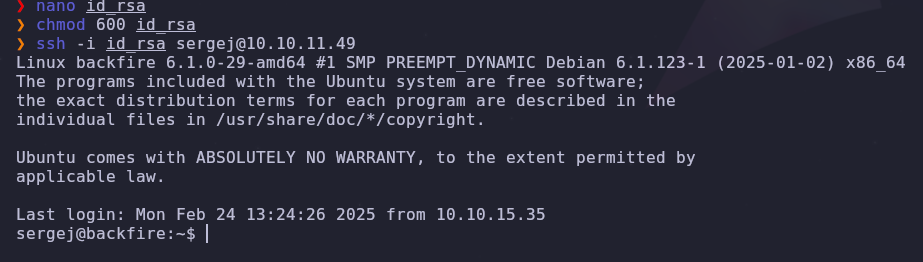 ❯ nano id_rsa
❯ chmod 600 id_rsa
❯ ssh -i id_rsa sergej@10.10.11.49
Linux backfire 6.1.0-29-amd64 #1 SMP PREEMPT_DYNAMIC Debian 6.1.123-1 (2025-01-02) x86_64
The programs included with the Ubuntu system are free software;
the exact distribution terms for each program are described in the
individual files in /usr/share/doc/*/copyright.

Ubuntu comes with ABSOLUTELY NO WARRANTY, to the extent permitted by
applicable law.

Last login: Mon Feb 24 13:24:26 2025 from 10.10.15.35
sergej@backfire:~$